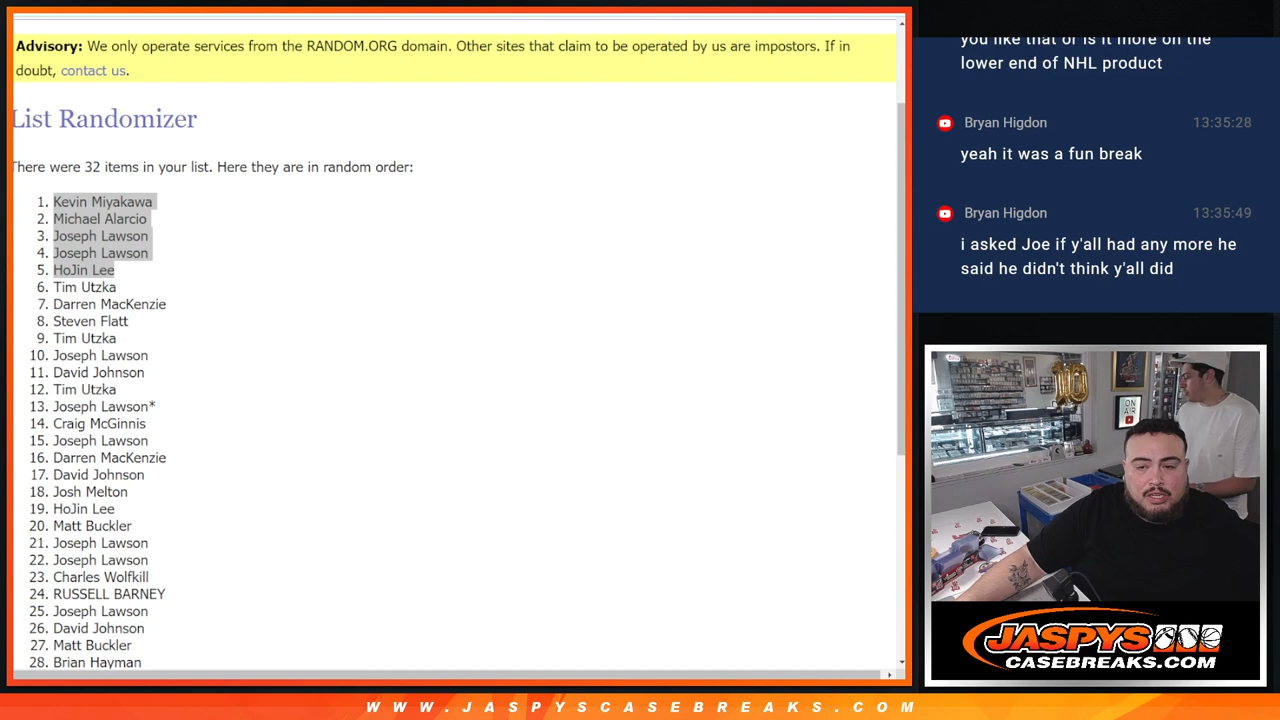 Advisory: We only operate services from the RANDOM.ORG domain. Other sites that claim to be operated by us are impostors. If in
doubt, contact us.
List Randomizer
There were 32 items in your list. Here they are in random order:
1. Kevin Miyakawa
2. Michael Alarcio
3. Joseph Lawson
4. Joseph Lawson
5. HoJin Lee
6. Tim Utzka
7. Darren MacKenzie
8. Steven Flatt
9. Tim Utzka
10. Joseph Lawson
11. David Johnson
12. Tim Utzka
13. Joseph Lawson*
14. Craig McGinnis
15. Joseph Lawson
16. Darren MacKenzie
17. David Johnson
18. Josh Melton
19. HoJin Lee
20. Matt Buckler
21. Joseph Lawson
22. Joseph Lawson
23. Charles Wolfkill
24. RUSSELL BARNEY
25. Joseph Lawson
26. David Johnson
27. Matt Buckler
28. Brian Hayman
you like that or is it more on the
lower end of NHL product
Bryan Higdon 13:35:28
yeah it was a fun break
Bryan Higdon 13:35:49
i asked Joe if y'all had any more he
said he didn't think y'all did
10
ON
AIR
JASPYS
CASEBREAKS.COM
WWW.JASPYSCASEBREAKS.COM